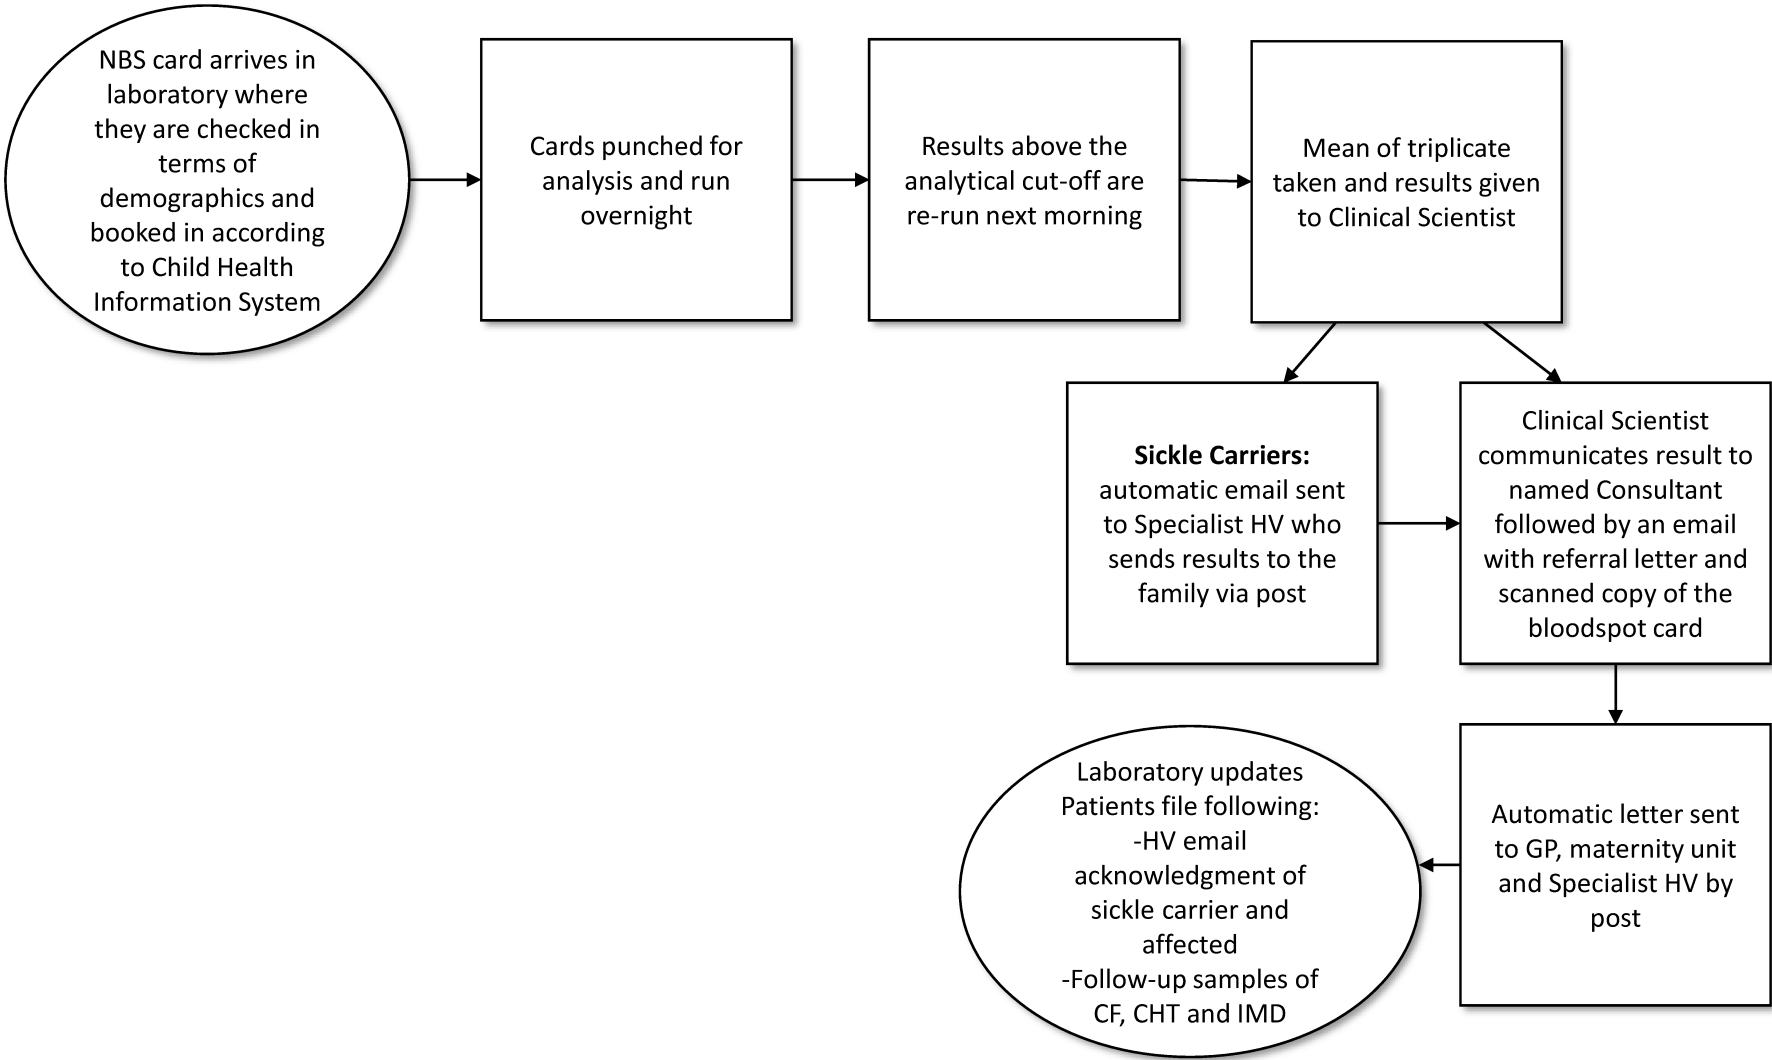 NBS card arrives in
laboratory where
they are checked in
terms of
demographics and
booked in according
to Child Health
Information System
Cards punched for
analysis and run
overnight
Results above the
analytical cut-off are
re-run next morning
Mean of triplicate
taken and results given
to Clinical Scientist
Sickle Carriers:
automatic email sent
to Specialist HV who
sends results to the
family via post
Clinical Scientist
communicates result to
named Consultant
followed by an email
with referral letter and
scanned copy of the
bloodspot card
Automatic letter sent
to GP, maternity unit
and Specialist HV by
post
Laboratory updates
Patients file following:
-HV email
acknowledgment of
sickle carrier and
affected
-Follow-up samples of
CF, CHT and IMD